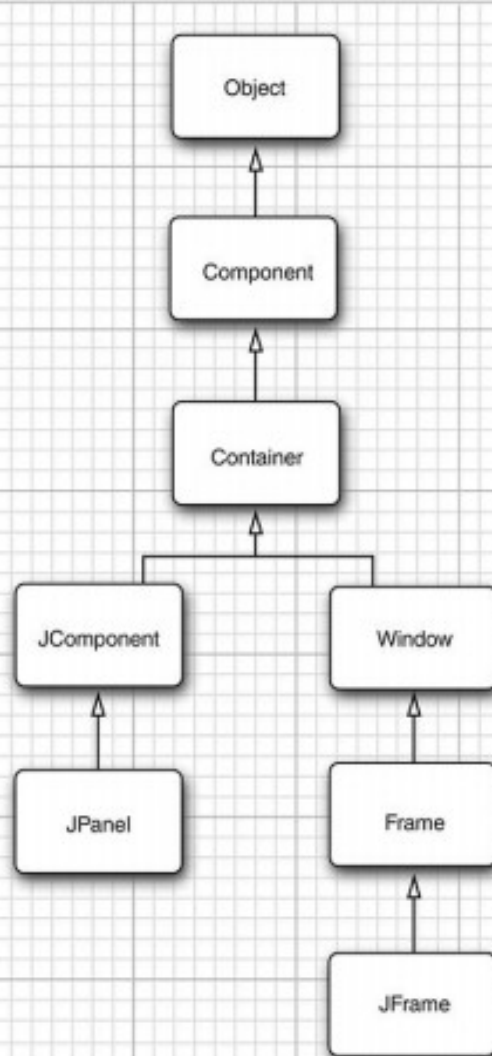 Object
Component
Container
JComponent
Window
JPanel
Frame
JFrame